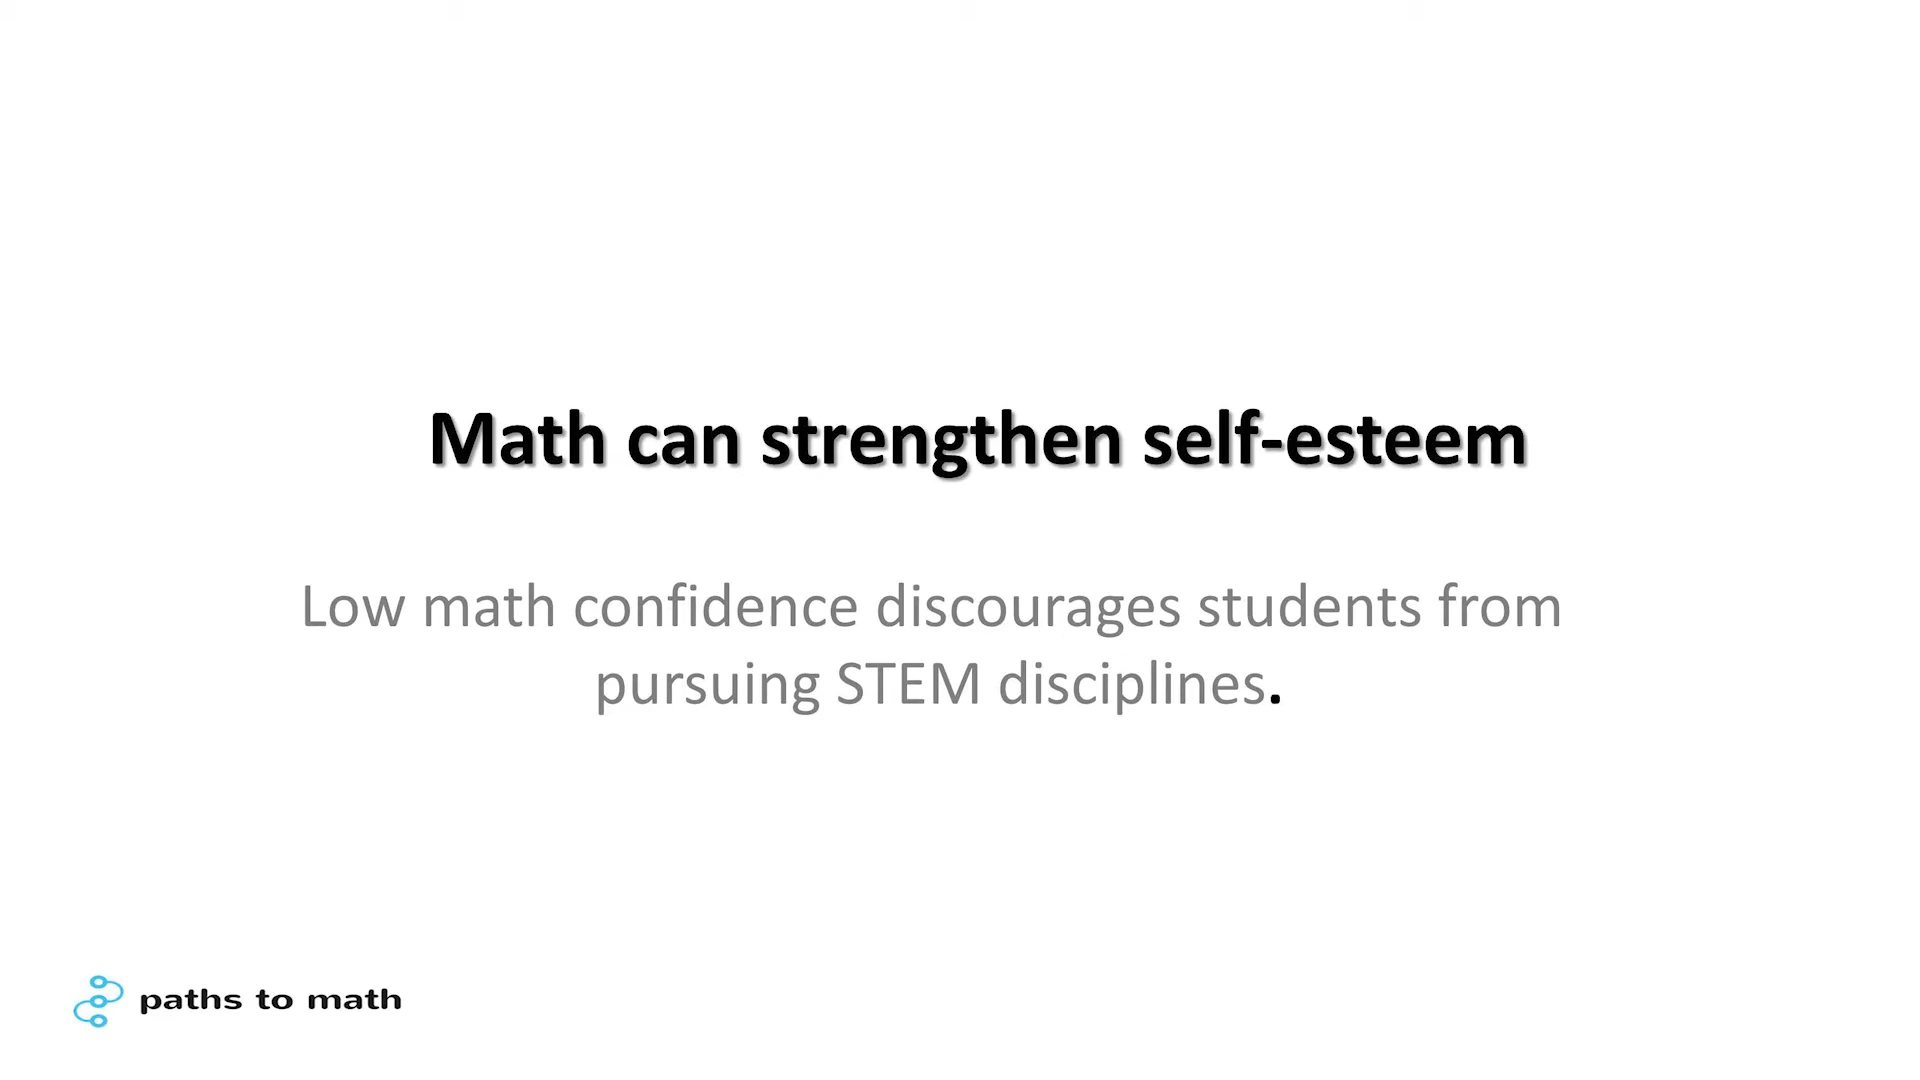 Math can strengthen self-esteem
Low math confidence discourages students from
pursuing STEM disciplines.
paths to math